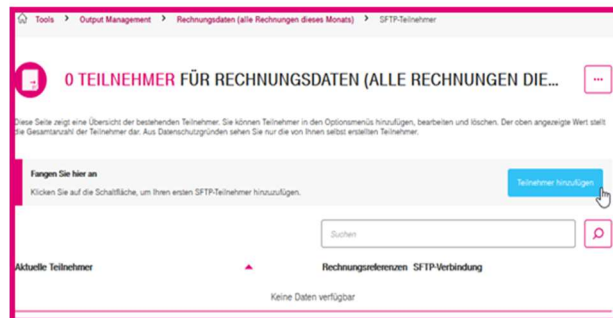 Tools > Output Management > Rechnungsdaten (alle Rechnungen dieses Monats) > SFTP-Teilnehmer
0 TEILNEHMER FÜR RECHNUNGSDATEN (ALLE RECHNUNGEN DIE...
Diese Seite zeigt eine Übersicht der bestehenden Teilnehmer. Sie können Teilnehmer in den Optionsmenüs hinzufügen, bearbeiten und löschen. Der oben angezeigte Wert stellt
die Gesamtanzahl der Teilnehmer dar. Aus Datenschutzgründen sehen Sie nur die von Ihnen selbst erstellten Teilnehmer.
Fangen Sie hier an
Klicken Sie auf die Schaltfläche, um Ihren ersten SFTP-Teilnehmer hinzuzufügen.
Teilnehmer hinzufügen
Suchen
Aktuelle Teilnehmer Rechnungsreferenzen SFTP-Verbindung
Keine Daten verfügbar